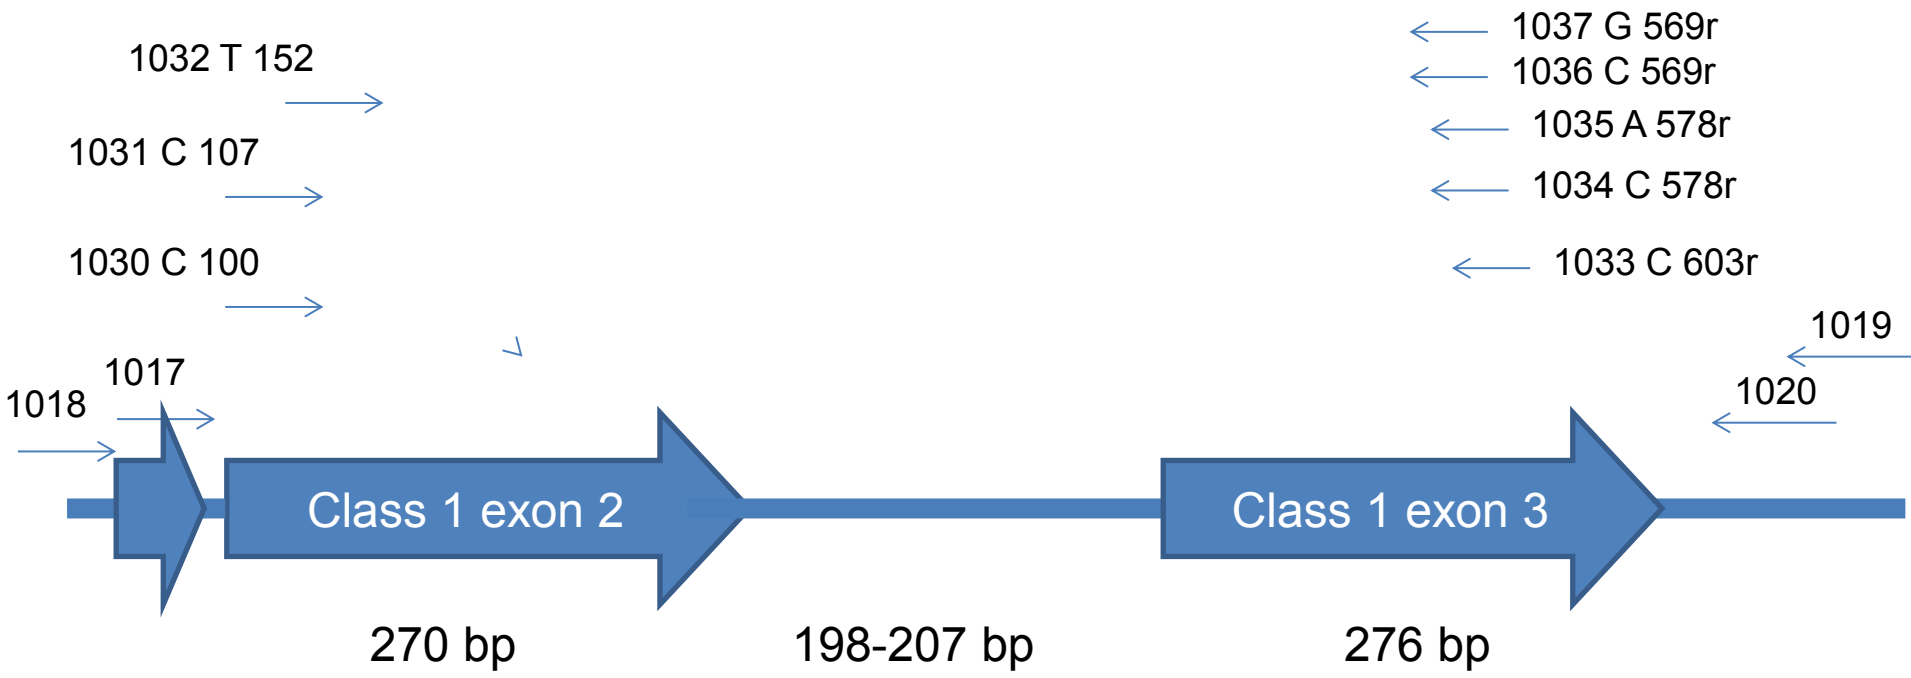 1037 G 569r
1032 T 152
1036 C 569r
1035 A 578r
1031 C 107
1034 C 578r
1030 C 100
1033 C 603r
1019
1017
1020
1018
Class 1 exon 2
Class 1 exon 3
270 bp
198-207 bp
276 bp